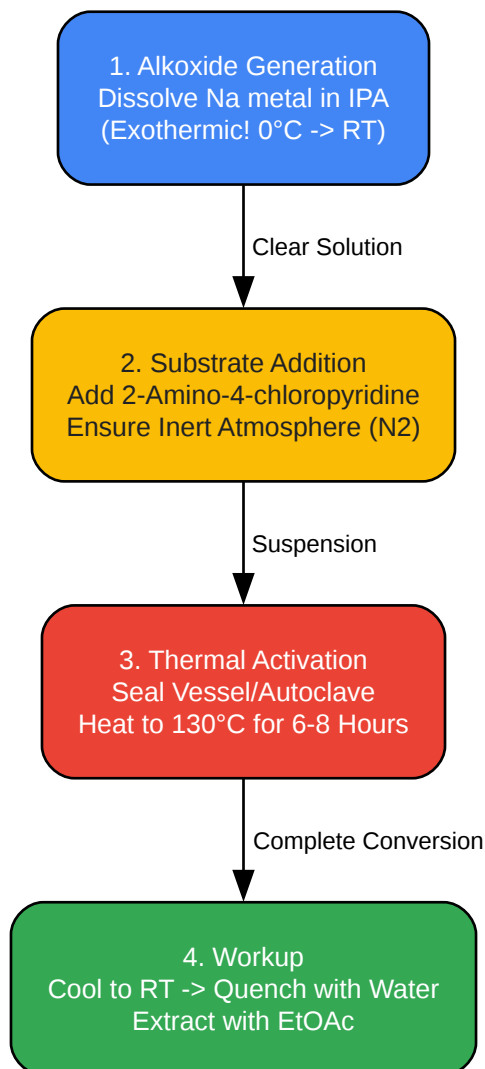 1. Alkoxide Generation
Dissolve Na metal in IPA
(Exothermic! 0°C -> RT)
Clear Solution
2. Substrate Addition
Add 2-Amino-4-chloropyridine
Ensure Inert Atmosphere (N2)
Suspension
3. Thermal Activation
Seal Vessel/Autoclave
Heat to 130°C for 6-8 Hours
Complete Conversion
4. Workup
Cool to RT -> Quench with Water
Extract with EtOAc